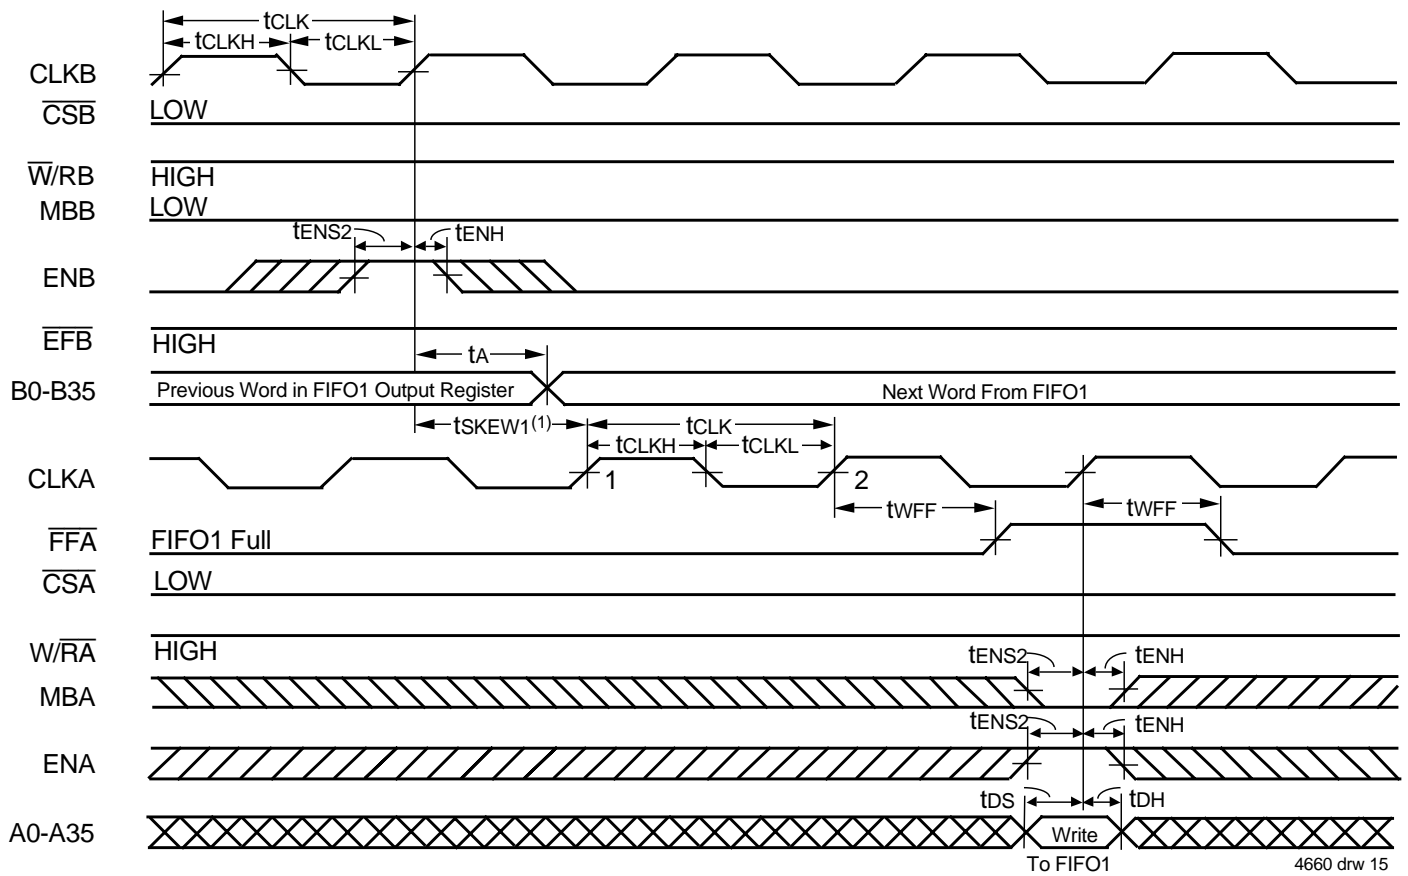 tCLK
tCLKH tCLKL
CLKB
CSB LOW
W/RB HIGH
MBB LOW
tENS2 tENH
ENB
EFB HIGH
tA
B0-B35 Previous Word in FIFO1 Output Register Next Word From FIFO1
tSKEW1(1) tCLK
tCLKH tCLKL
CLKA 1 2
tWFF tWFF
FFA FIFO1 Full
CSA LOW
W/RA HIGH
tENS2 tENH
MBA
tENS2 tENH
ENA
tDS tDH
A0-A35 Write
To FIFO1 4660 drw 15